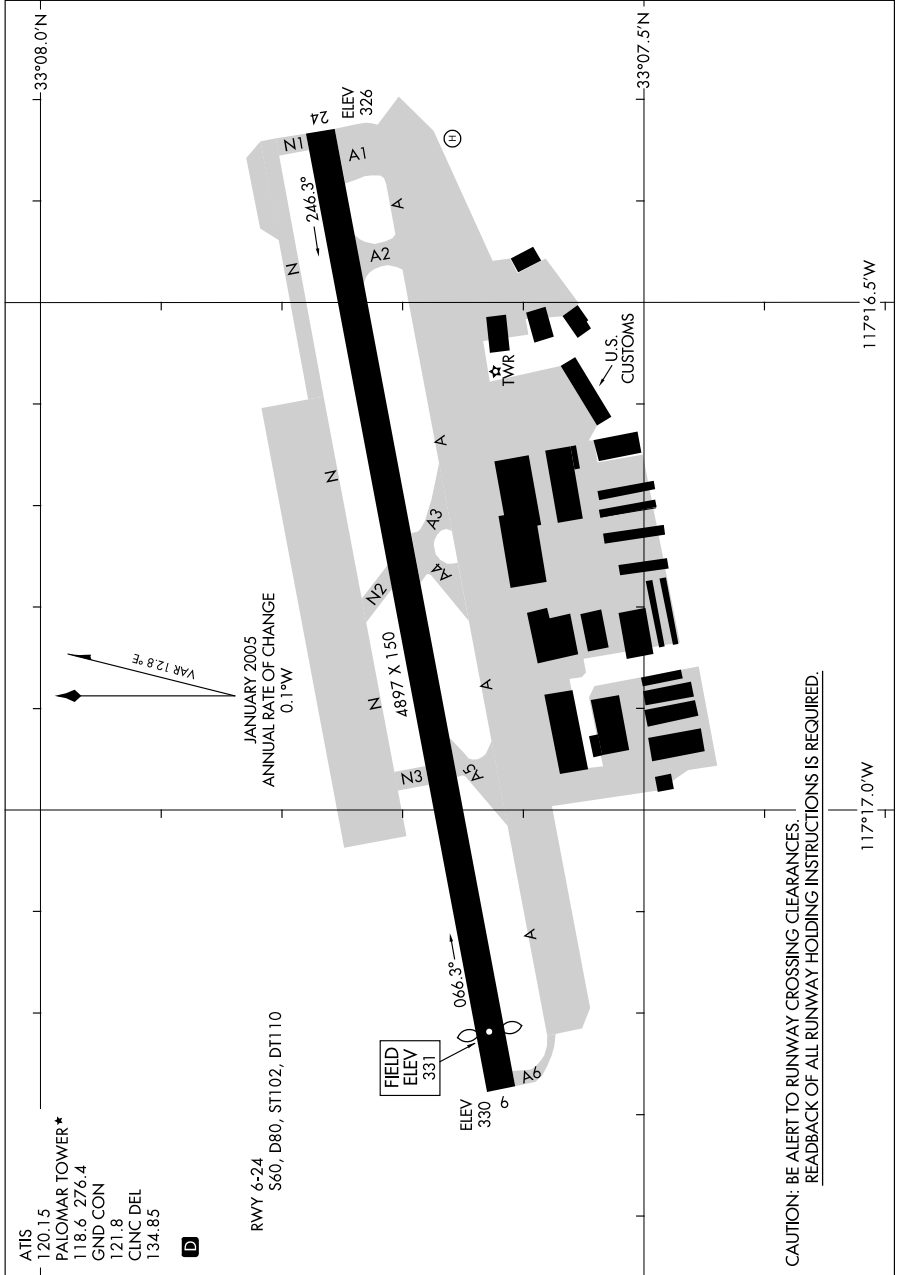 ATIS
120.15
PALOMAR TOWER★
118.6 276.4
GND CON
121.8
CLNC DEL
134.85
D
RWY 6-24
S60, D80, ST102, DT110
VAR 12.8° E
JANUARY 2005
ANNUAL RATE OF CHANGE
0.1°W
33°08.0'N
33°07.5'N
117°17.0'W
117°16.5'W
FIELD
ELEV
331
ELEV
330
6
066.3°
4897 X 150
246.3°
24
ELEV
326
N3
N
N2
N
N
N1
A6
A
A5
A
A4
A3
A
A2
A
A1
H
TWR
U.S.
CUSTOMS
CAUTION: BE ALERT TO RUNWAY CROSSING CLEARANCES.
READBACK OF ALL RUNWAY HOLDING INSTRUCTIONS IS REQUIRED.